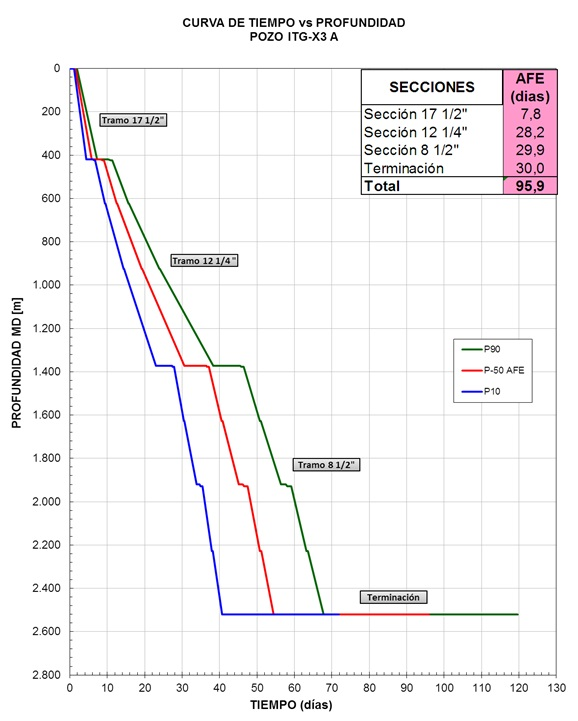 CURVA DE TIEMPO vs PROFUNDIDAD
POZO ITG-X3 A
SECCIONES
AFE
(dias)
Sección 17 1/2" 7,8
Sección 12 1/4" 28,2
Sección 8 1/2" 29,9
Terminación 30,0
Total 95,9
PROFUNDIDAD MD [m]
0
200
400
600
800
1.000
1.200
1.400
1.600
1.800
2.000
2.200
2.400
2.600
2.800
Tramo 17 1/2"
Tramo 12 1/4 "
Tramo 8 1/2"
Terminación
P90
P-50 AFE
P10
0 10 20 30 40 50 60 70 80 90 100 110 120 130
TIEMPO (días)